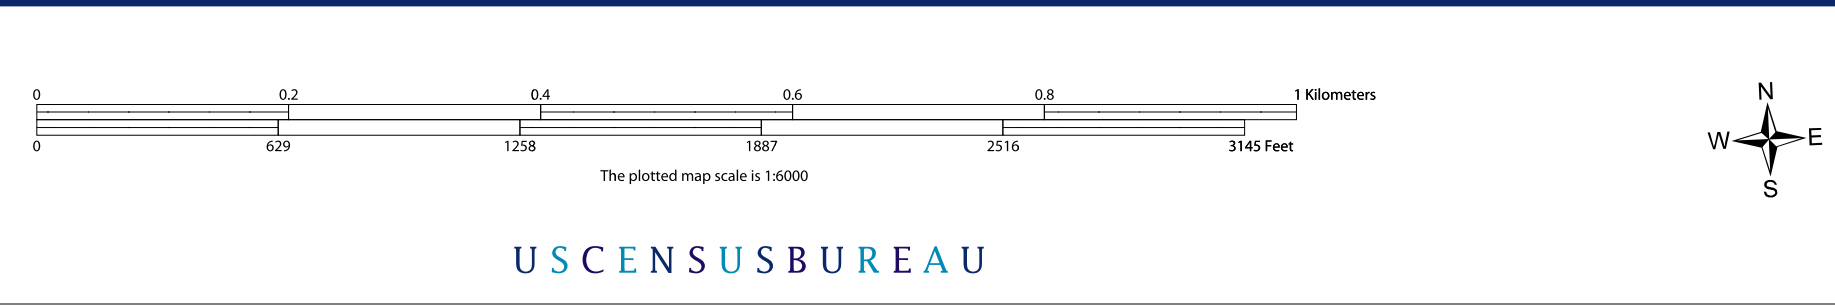 0 0.2 0.4 0.6 0.8 1 Kilometers
0 629 1258 1887 2516 3145 Feet
The plotted map scale is 1:6000
N
W E
S
USCENSUSBUREAU